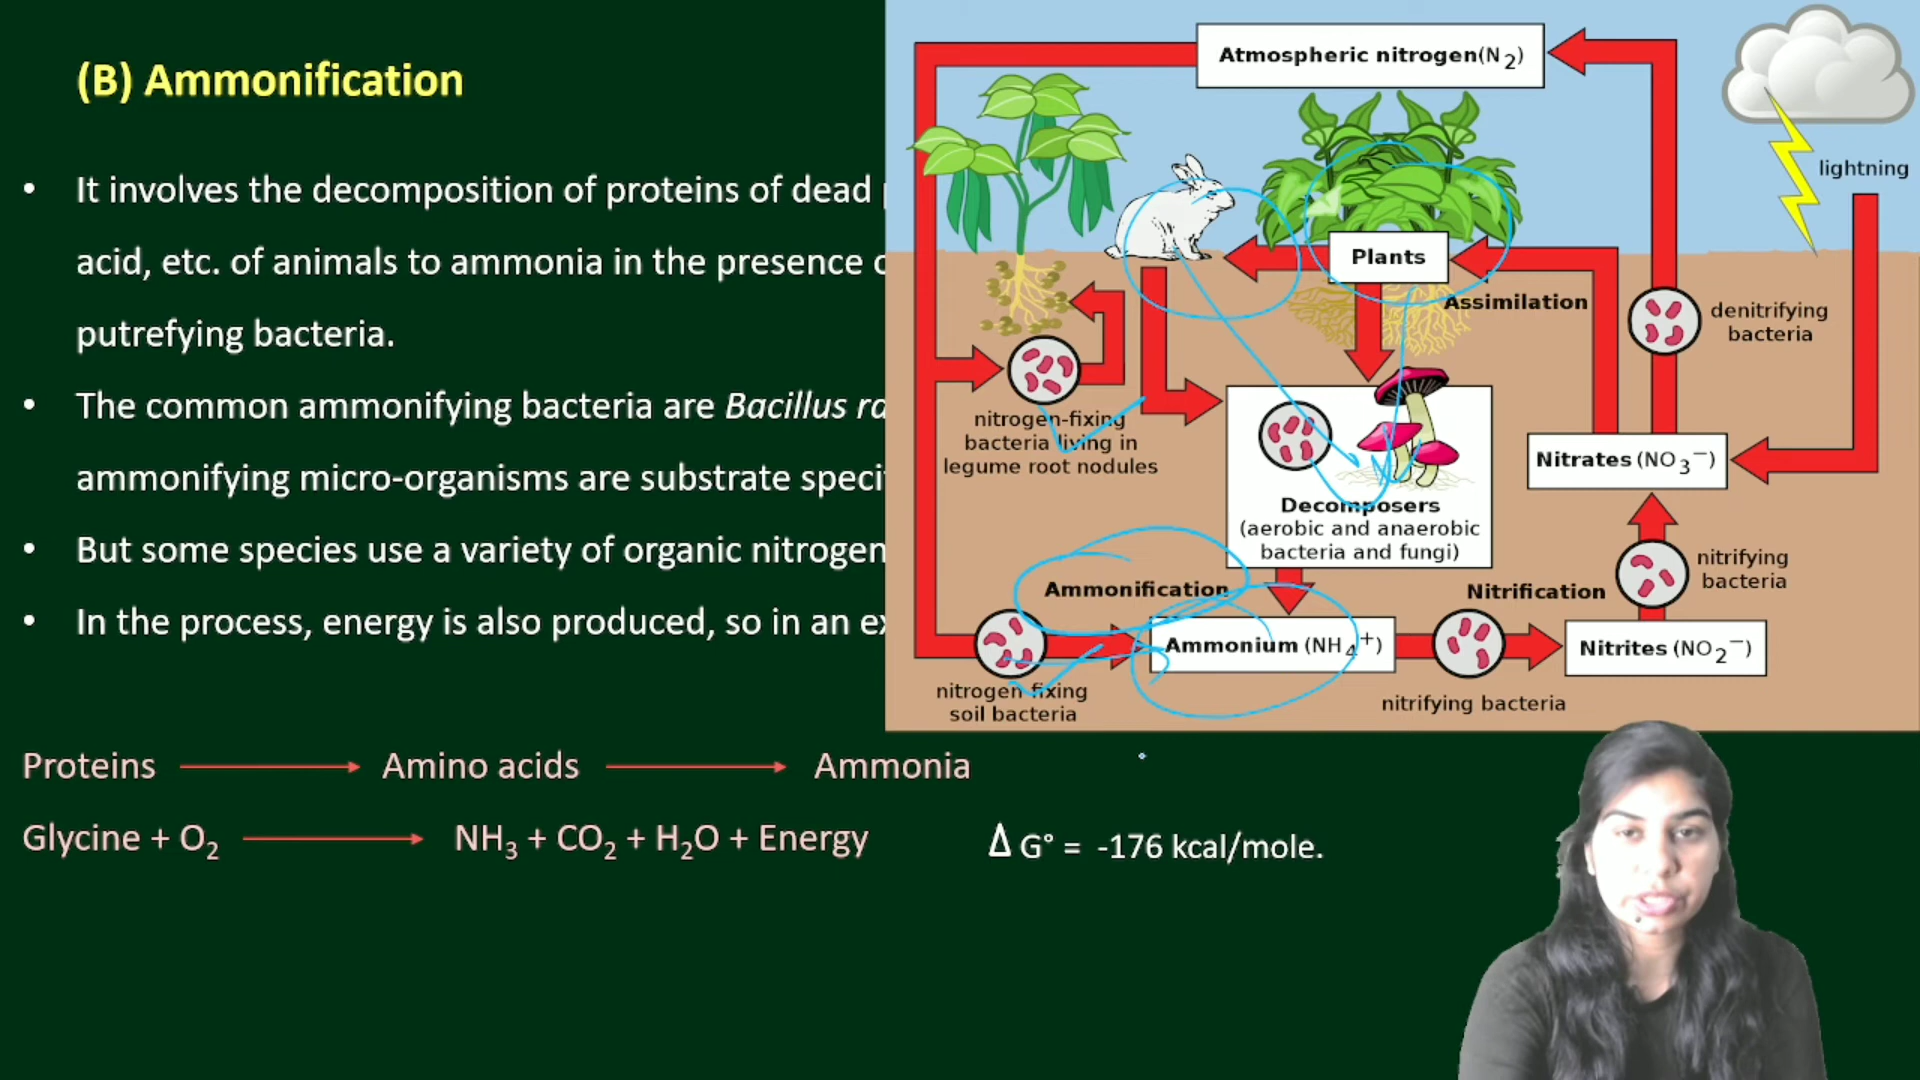 (B) Ammonification
It involves the decomposition of proteins of dead
acid, etc. of animals to ammonia in the presence
putrefying bacteria.
The common ammonifying bacteria are Bacillus
ammonifying micro-organisms are substrate
But some species use a variety of organic nitrogen
In the process, energy is also produced, so in an
Proteins → Amino acids → Ammonia
Glycine + O₂ → NH₃ + CO₂ + H₂O + Energy
Δ G° = -176 kcal/mole.
Atmospheric nitrogen(N₂)
lightning
Plants
Assimilation
denitrifying
bacteria
nitrogen-fixing
bacteria living in
legume root nodules
Decomposers
(aerobic and anaerobic
bacteria and fungi)
Nitrates (NO₃⁻)
nitrifying
bacteria
Ammonification
Nitrification
Ammonium (NH₄⁺)
Nitrites (NO₂⁻)
nitrogen-fixing
soil bacteria
nitrifying bacteria